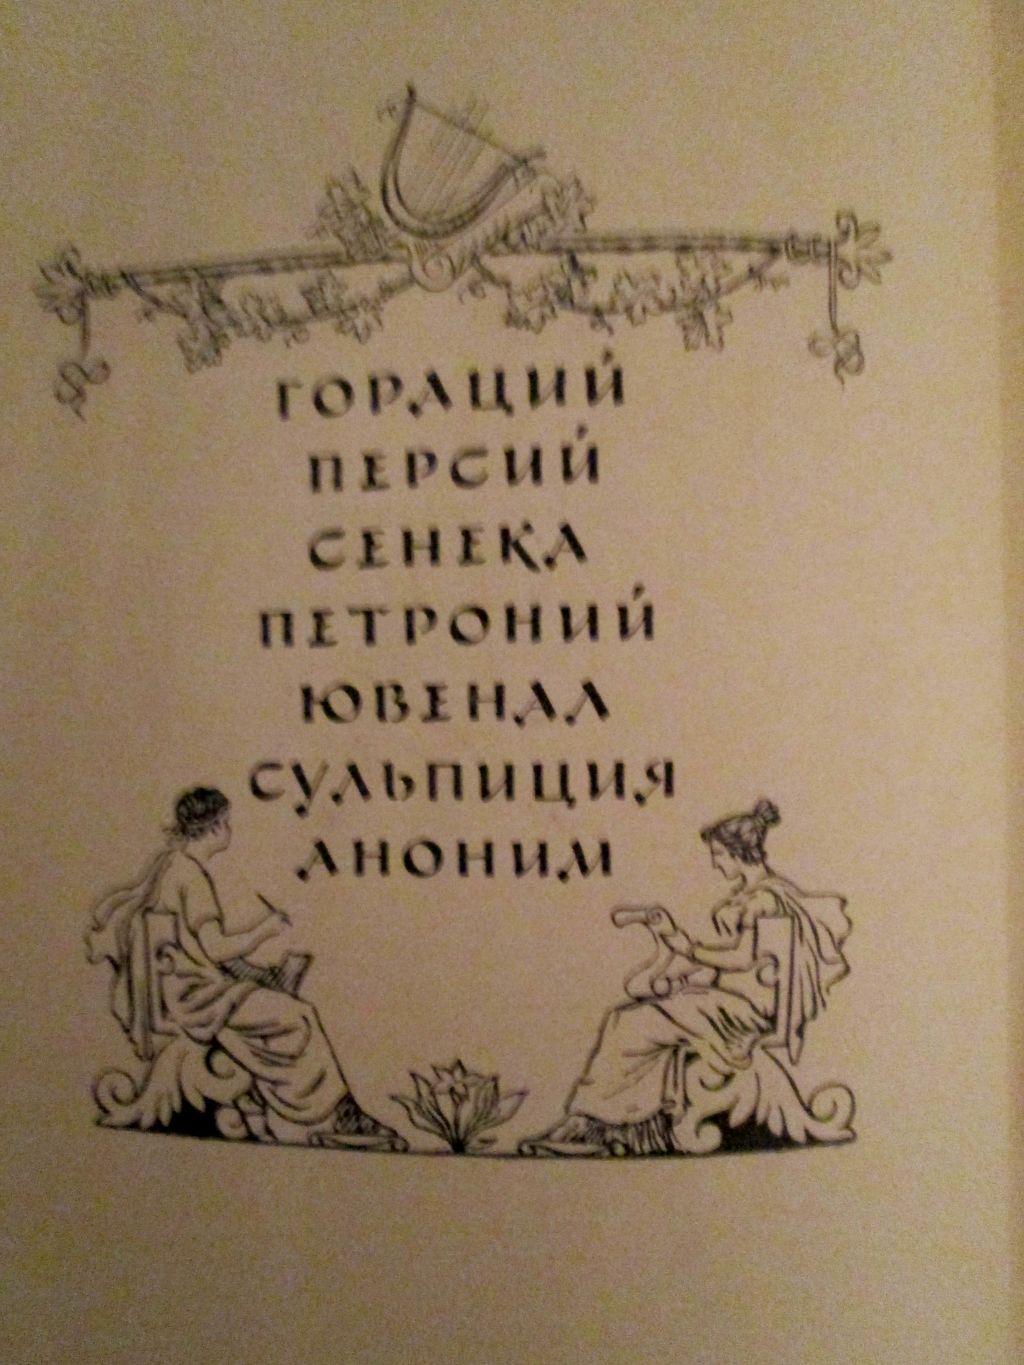 ГОРАЦИЙ
ПЕРСИЙ
СЕНЕКА
ПЕТРОНИЙ
ЮВЕНАЛ
СУЛЬПИЦИЯ
АНОНИМ